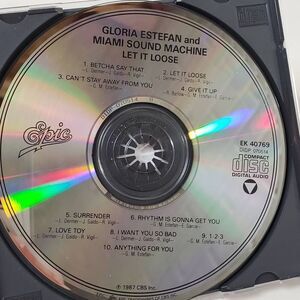 GLORIA ESTEFAN and
MIAMI SOUND MACHINE
LET IT LOOSE
1. BETCHA SAY THAT
2. LET IT LOOSE
3. CAN'T STAY AWAY FROM YOU
4. GIVE IT UP
Epic
EK 40769
DIDP 070514
COMPACT
disc
DIGITAL AUDIO
5. SURRENDER
6. RHYTHM IS GONNA GET YOU
7. LOVE TOY
8. I WANT YOU SO BAD
9. 1-2-3
10. ANYTHING FOR YOU
-G. M. Estefan-
℗ 1987 CBS Inc.